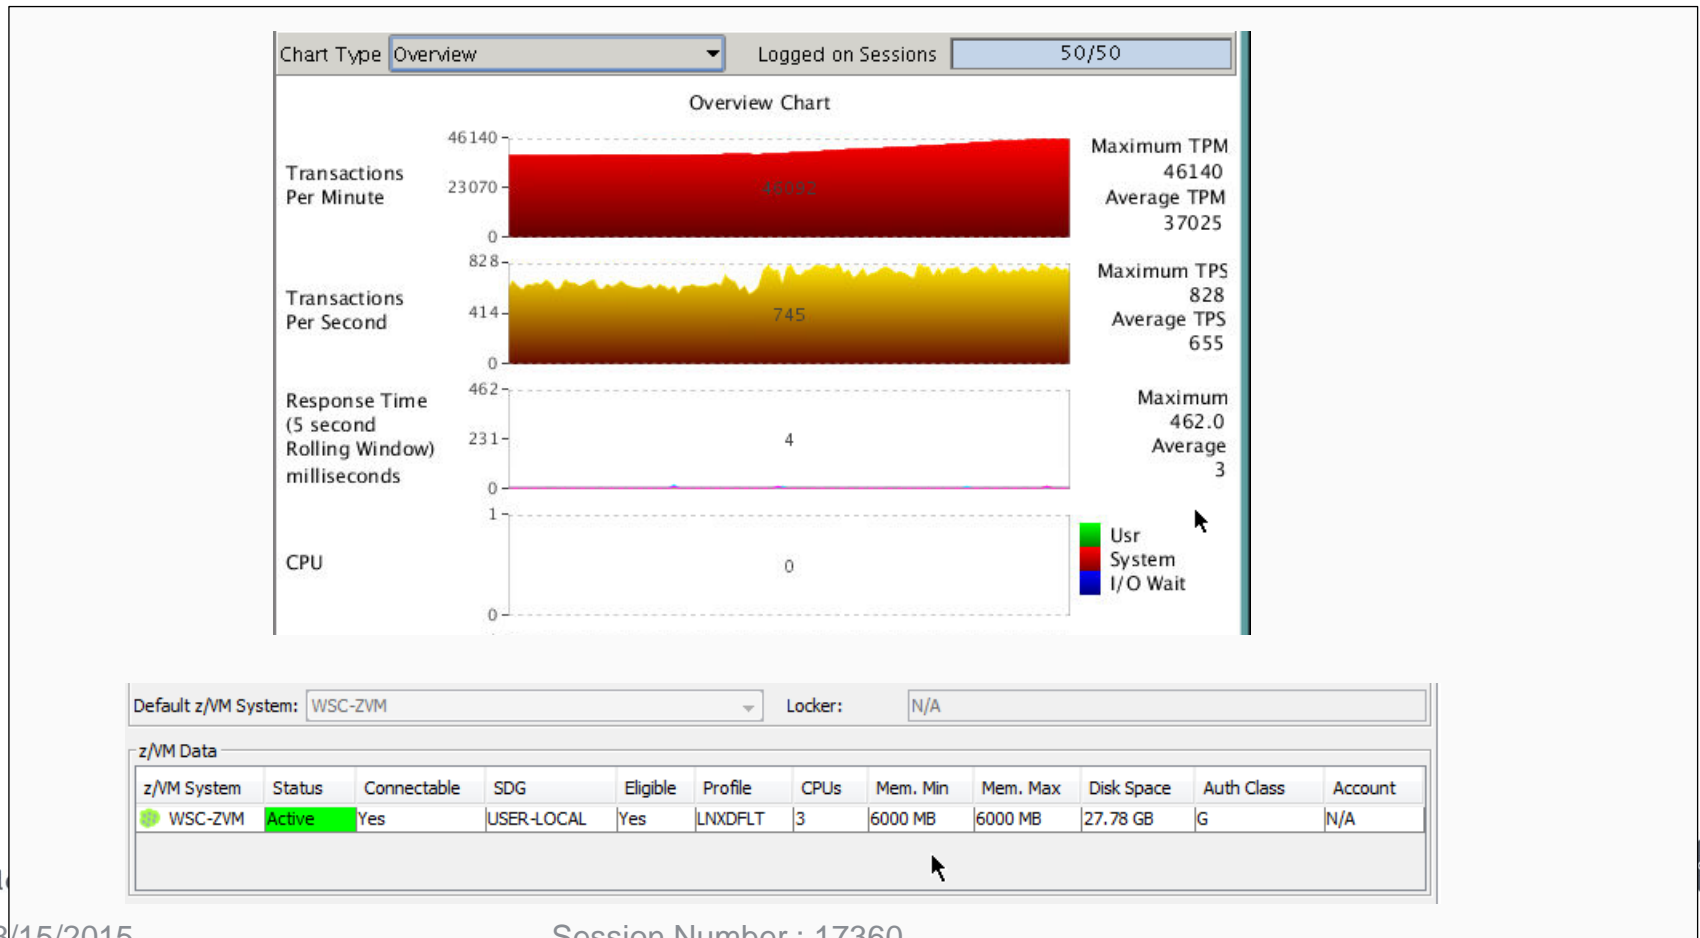 Chart Type Overview Logged on Sessions 50/50
Overview Chart
Transactions
Per Minute
46140
23070
0
46092
Maximum TPM
46140
Average TPM
37025
Transactions
Per Second
828
414
0
745
Maximum TPS
828
Average TPS
655
Response Time
(5 second
Rolling Window)
milliseconds
462
231
0
4
Maximum
462.0
Average
3
CPU
1
0
0
Usr
System
I/O Wait
Default z/VM System: WSC-ZVM Locker: N/A
z/VM Data
z/VM System Status Connectable SDG Eligible Profile CPUs Mem. Min Mem. Max Disk Space Auth Class Account
WSC-ZVM Active Yes USER-LOCAL Yes LNXDFLT 3 6000 MB 6000 MB 27.78 GB G N/A
/15/2015 Session Number : 17360